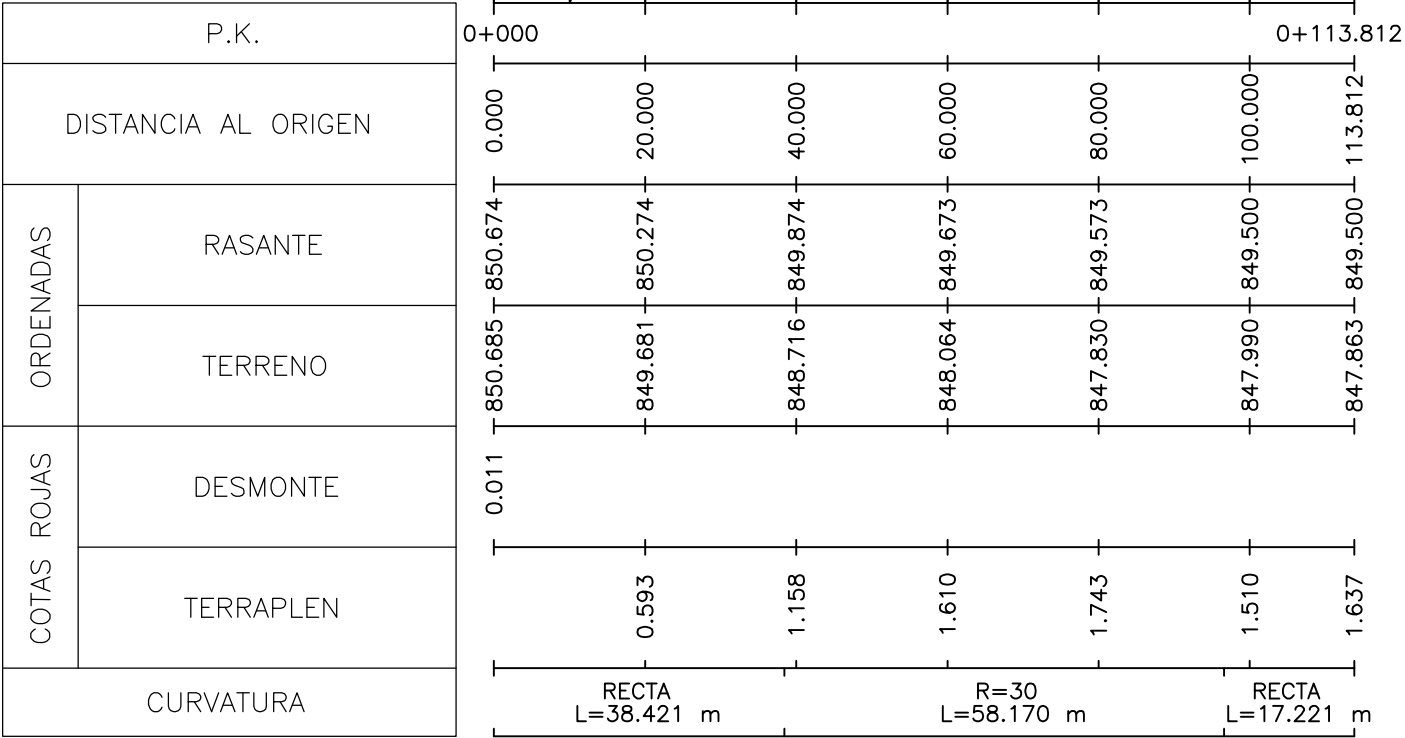 P.K.
0+000
0+113.812
DISTANCIA AL ORIGEN
0.000
20.000
40.000
60.000
80.000
100.000
113.812
ORDENADAS
RASANTE
850.674
850.274
849.874
849.673
849.573
849.500
849.500
TERRENO
850.685
849.681
848.716
848.064
847.830
847.990
847.863
COTAS ROJAS
DESMONTE
0.011
TERRAPLEN
0.593
1.158
1.610
1.743
1.510
1.637
CURVATURA
RECTA
L=38.421 m
R=30
L=58.170 m
RECTA
L=17.221 m